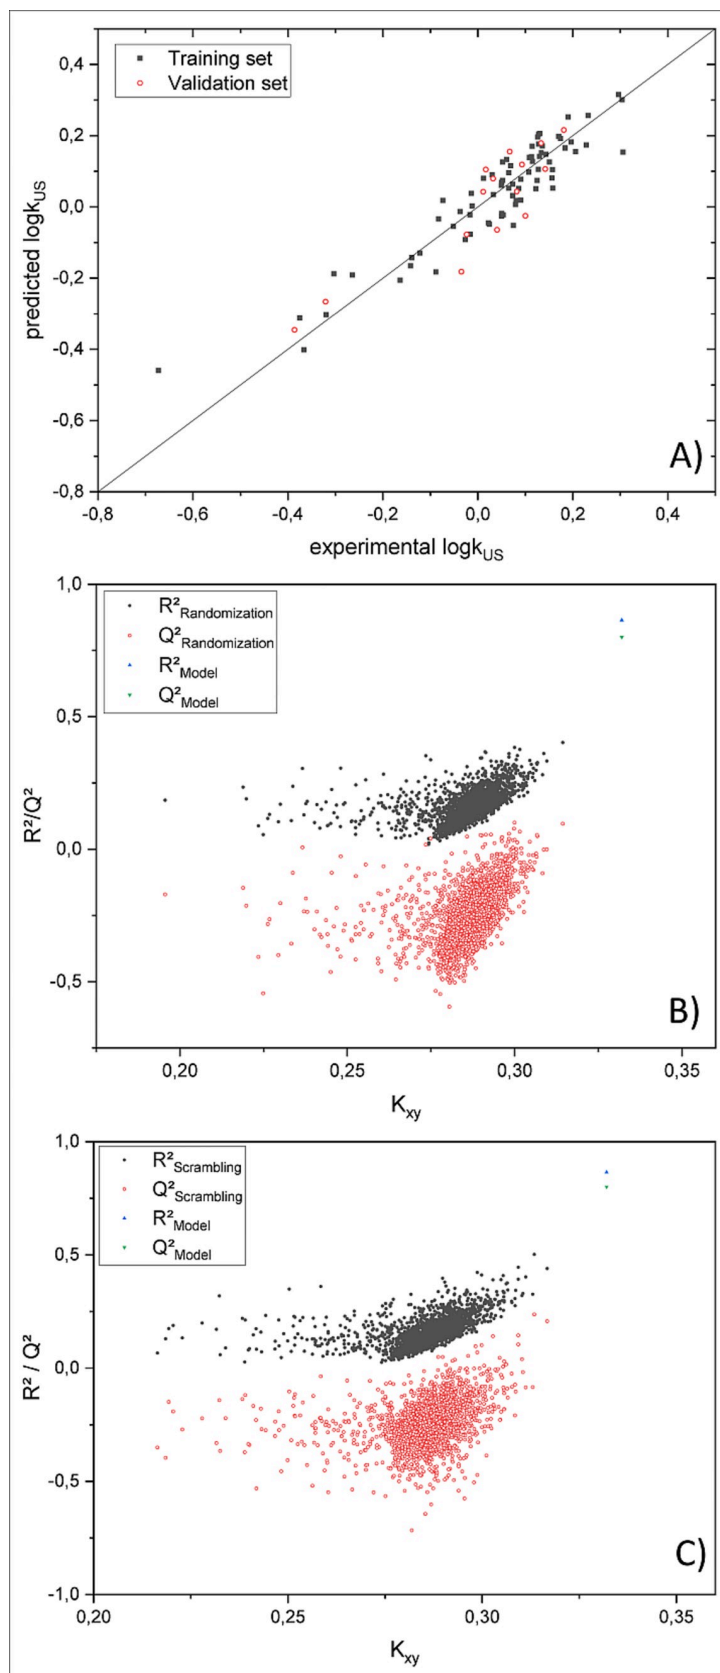 0,4
0,2
0,0
-0,2
-0,4
-0,6
-0,8
predicted logk_US
Training set
Validation set
A)
-0,8 -0,6 -0,4 -0,2 0,0 0,2 0,4
experimental logk_US
1,0
0,5
0,0
-0,5
R²/Q²
R²_Randomization
Q²_Randomization
R²_Model
Q²_Model
B)
0,20 0,25 0,30 0,35
K_xy
1,0
0,5
0,0
-0,5
-1,0
R² / Q²
R²_Scrambling
Q²_Scrambling
R²_Model
Q²_Model
C)
0,20 0,25 0,30 0,35
K_xy